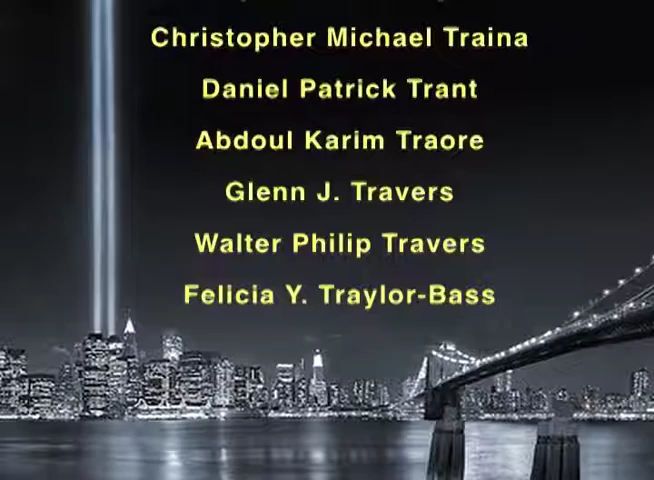 Christopher Michael Traina
Daniel Patrick Trant
Abdoul Karim Traore
Glenn J. Travers
Walter Philip Travers
Felicia Y. Traylor-Bass